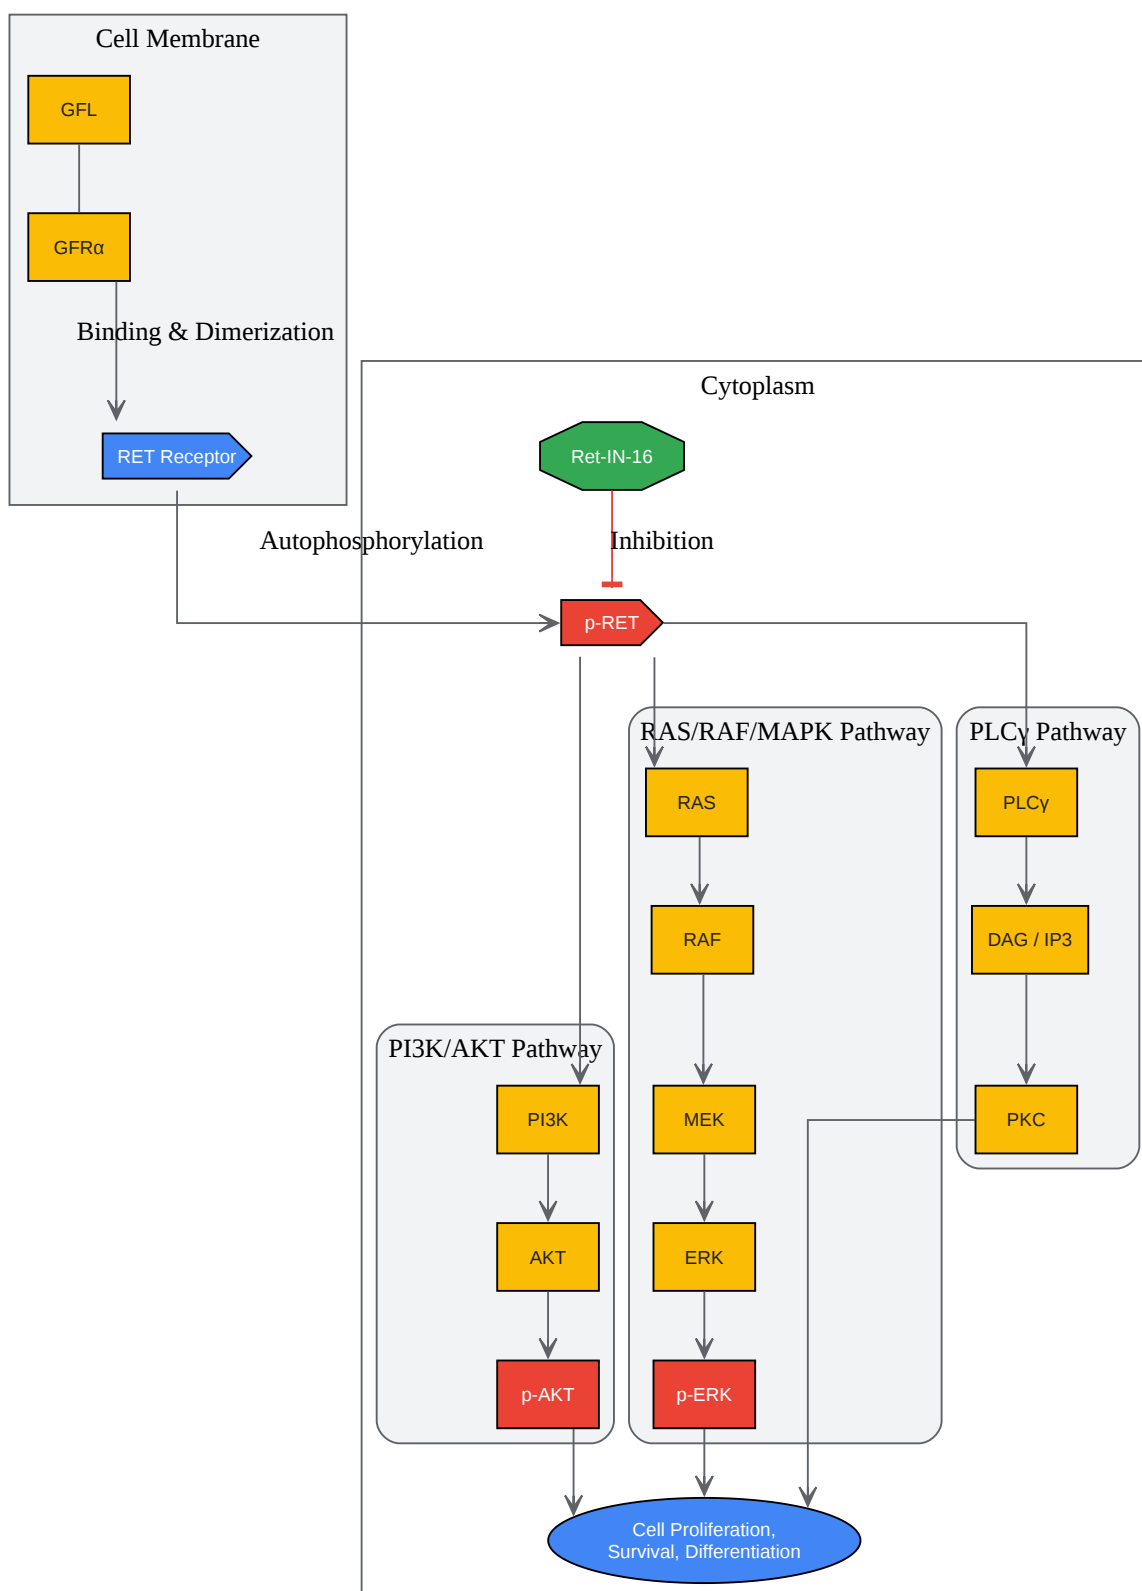 Cell Membrane
GFL
GFRα
Binding & Dimerization
RET Receptor
Cytoplasm
Ret-IN-16
Autophosphorylation
Inhibition
p-RET
RAS/RAF/MAPK Pathway
PLCγ Pathway
RAS
PLCγ
RAF
DAG / IP3
PI3K/AKT Pathway
PI3K
MEK
PKC
AKT
ERK
p-AKT
p-ERK
Cell Proliferation,
Survival, Differentiation